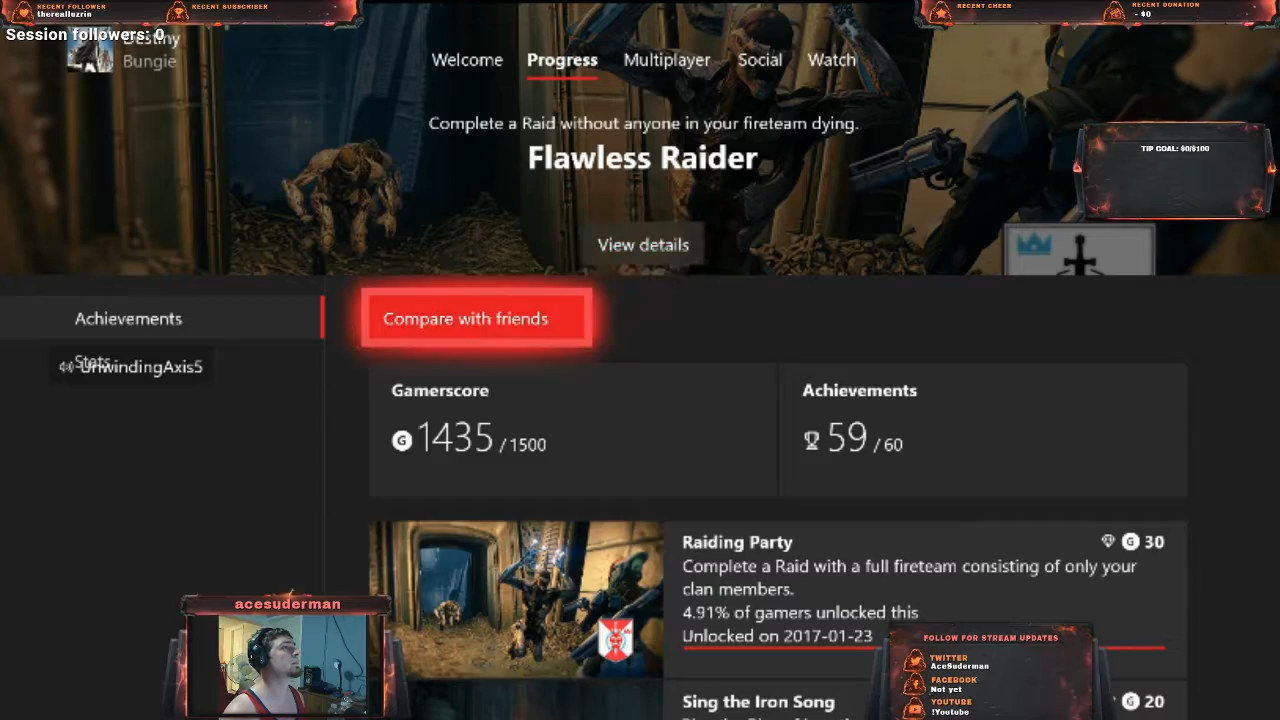 RECENT FOLLOWER
therealluzrin
RECENT SUBSCRIBER
RECENT CHEER
RECENT DONATION
- $0
Session followers: 0
Destiny
Bungie
Welcome
Progress
Multiplayer
Social
Watch
Complete a Raid without anyone in your fireteam dying.
Flawless Raider
TIP GOAL: $0/$100
View details
Achievements
Stats
UnwindingAxis5
Compare with friends
Gamerscore
G 1435 / 1500
Achievements
59 / 60
Raiding Party
G 30
Complete a Raid with a full fireteam consisting of only your
clan members.
4.91% of gamers unlocked this
Unlocked on 2017-01-23
Sing the Iron Song
G 20
acesuderman
FOLLOW FOR STREAM UPDATES
TWITTER
AceSuderman
FACEBOOK
Not yet
YOUTUBE
!Youtube